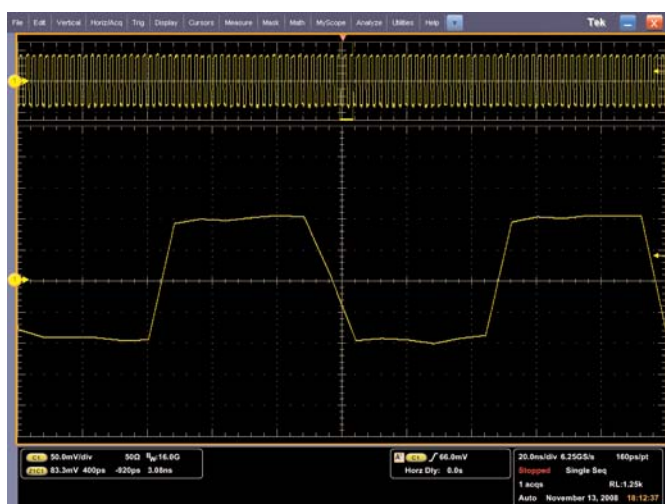 File Edit Vertical Horiz/Acq Trig Display Cursors Measure Mask Math MyScope Analyze Utilities Help Tek
C1 50.0mV/div 50Ω BW:16.0G
Z1C1 83.3mV 400ps -920ps 3.08ns
A' C1 66.0mV
Horz Dly: 0.0s
20.0ns/div 6.25GS/s 160ps/pt
Stopped Single Seq
1 acqs RL:1.25k
Auto November 13, 2008 18:12:37